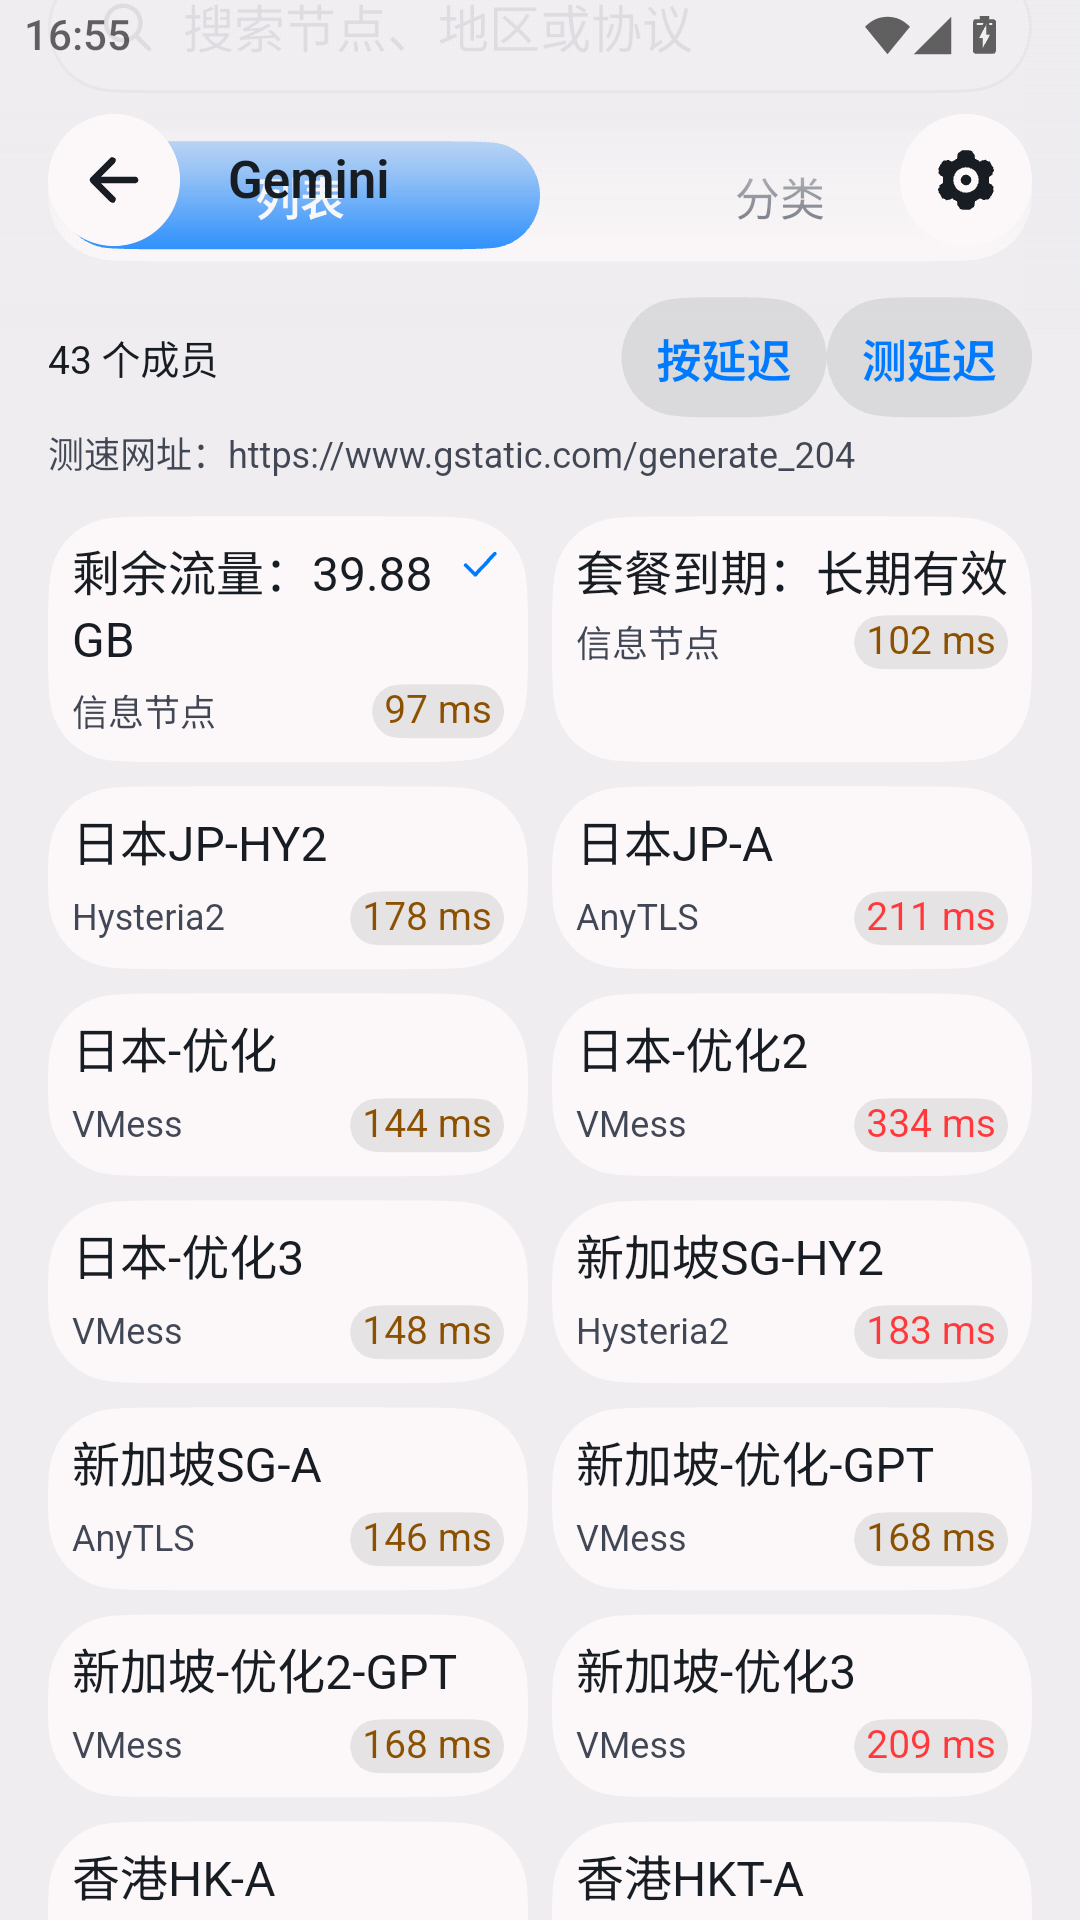 搜索节点、地区或协议
16:55
Gemini
列表
分类
43 个成员
按延迟
测延迟
测速网址：https://www.gstatic.com/generate_204
剩余流量：39.88
GB
信息节点
97 ms
套餐到期：长期有效
信息节点
102 ms
日本JP-HY2
Hysteria2
178 ms
日本JP-A
AnyTLS
211 ms
日本-优化
VMess
144 ms
日本-优化2
VMess
334 ms
日本-优化3
VMess
148 ms
新加坡SG-HY2
Hysteria2
183 ms
新加坡SG-A
AnyTLS
146 ms
新加坡-优化-GPT
VMess
168 ms
新加坡-优化2-GPT
VMess
168 ms
新加坡-优化3
VMess
209 ms
香港HK-A
香港HKT-A